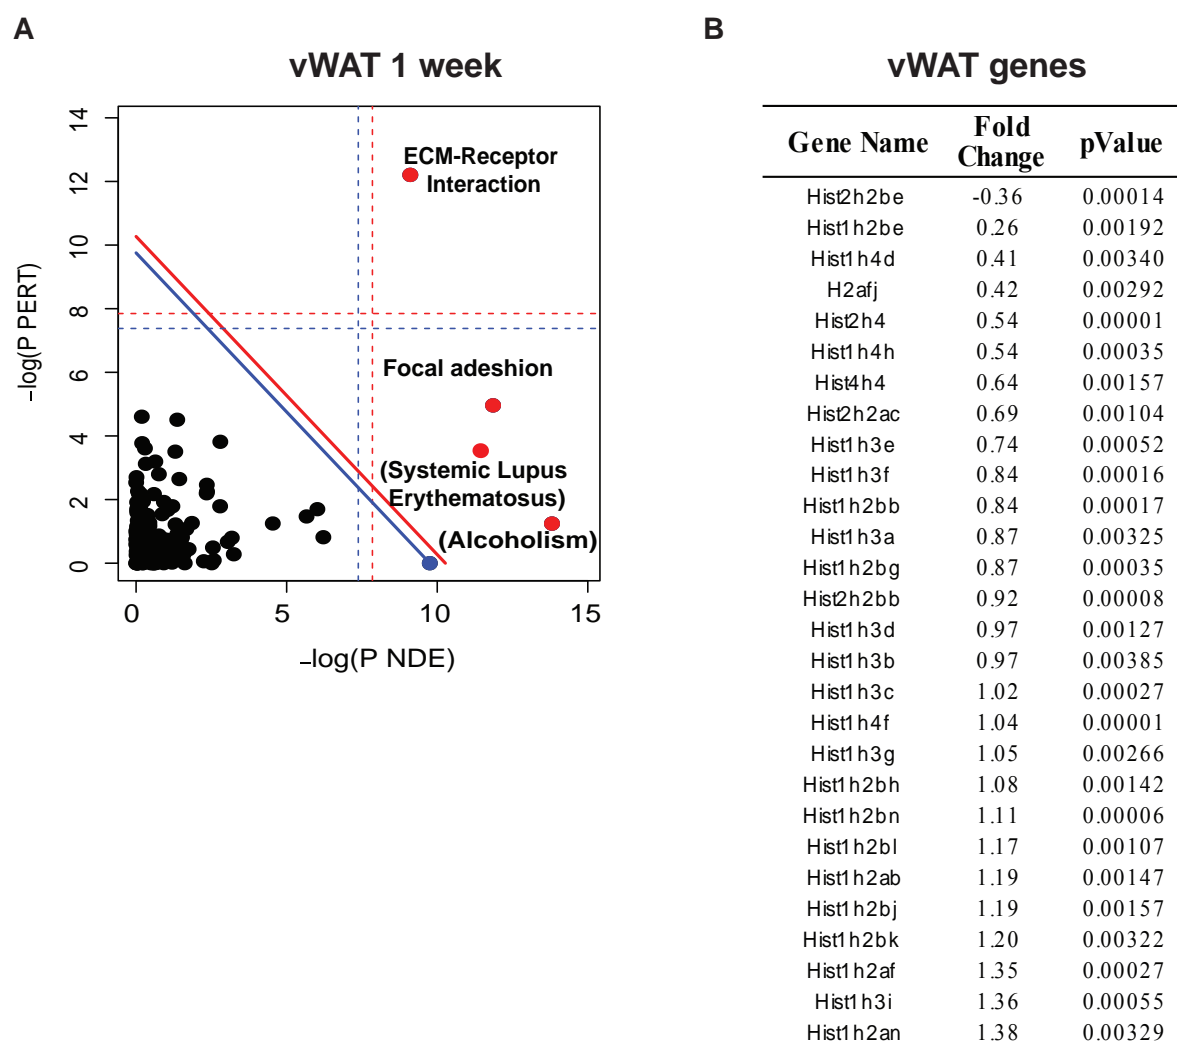 A
vWAT 1 week
14
12
10
8
6
4
2
0
−log(P PERT)
ECM-Receptor
Interaction
Focal adeshion
(Systemic Lupus
Erythematosus)
(Alcoholism)
0 5 10 15
−log(P NDE)
B
vWAT genes
Gene Name Fold Change pValue
Hist2h2be -0.36 0.00014
Hist1h2be 0.26 0.00192
Hist1h4d 0.41 0.00340
H2afj 0.42 0.00292
Hist2h4 0.54 0.00001
Hist1h4h 0.54 0.00035
Hist4h4 0.64 0.00157
Hist2h2ac 0.69 0.00104
Hist1h3e 0.74 0.00052
Hist1h3f 0.84 0.00016
Hist1h2bb 0.84 0.00017
Hist1h3a 0.87 0.00325
Hist1h2bg 0.87 0.00035
Hist2h2bb 0.92 0.00008
Hist1h3d 0.97 0.00127
Hist1h3b 0.97 0.00385
Hist1h3c 1.02 0.00027
Hist1h4f 1.04 0.00001
Hist1h3g 1.05 0.00266
Hist1h2bh 1.08 0.00142
Hist1h2bn 1.11 0.00006
Hist1h2bl 1.17 0.00107
Hist1h2ab 1.19 0.00147
Hist1h2bj 1.19 0.00157
Hist1h2bk 1.20 0.00322
Hist1h2af 1.35 0.00027
Hist1h3i 1.36 0.00055
Hist1h2an 1.38 0.00329